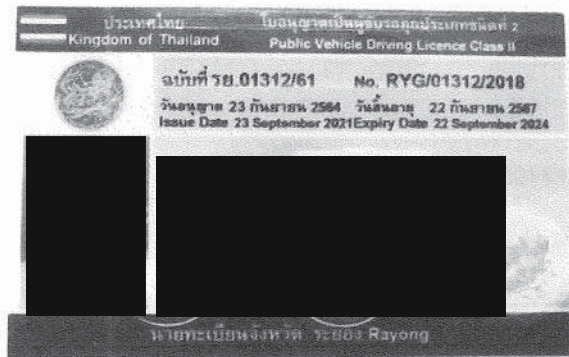 ประเทศไทย
Kingdom of Thailand
ใบอนุญาตเป็นผู้ขับรถทุกประเภทชนิดที่ 2
Public Vehicle Driving Licence Class II
ฉบับที่ รย.01312/61 No. RYG/01312/2018
วันอนุญาต 23 กันยายน 2564 วันสิ้นอายุ 22 กันยายน 2567
Issue Date 23 September 2021 Expiry Date 22 September 2024
นายทะเบียนจังหวัด ระยอง Rayong